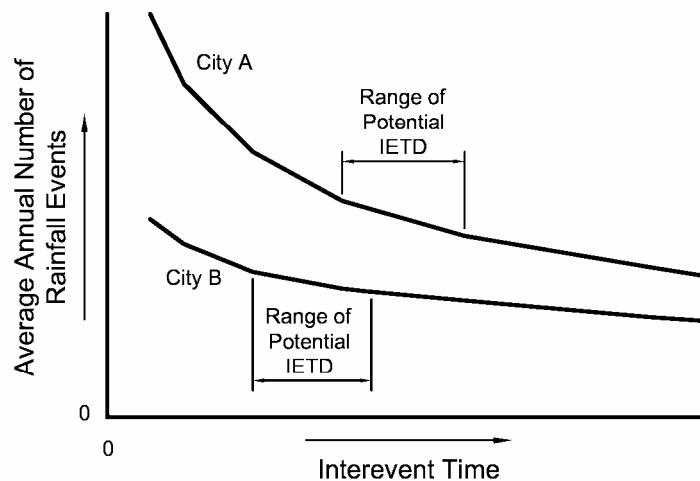 Average Annual Number of
Rainfall Events
City A
Range of
Potential
IETD
City B
Range of
Potential
IETD
0
0
Interevent Time